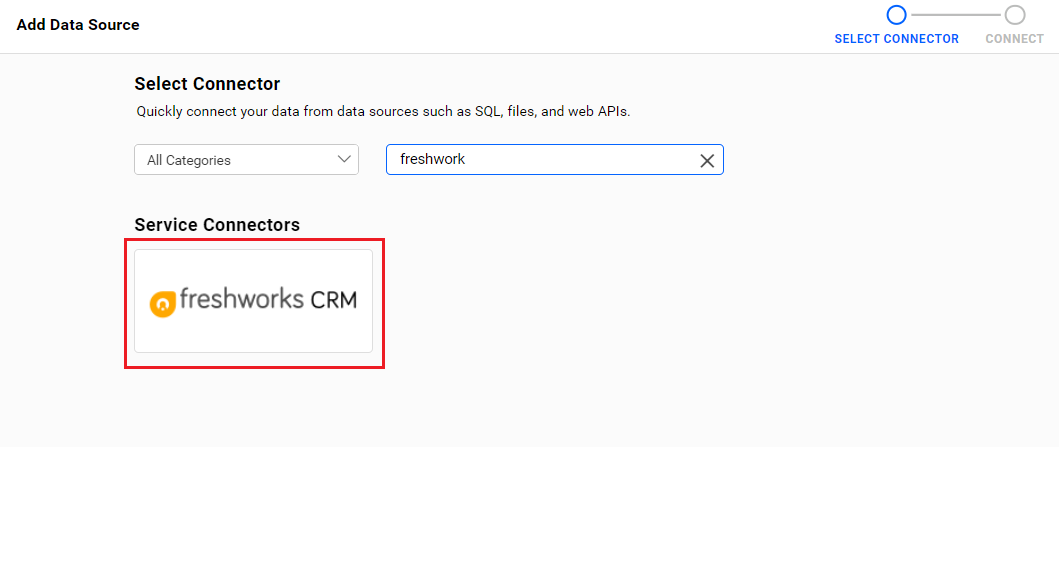 Add Data Source
SELECT CONNECTOR
CONNECT
Select Connector
Quickly connect your data from data sources such as SQL, files, and web APIs.
All Categories
freshwork
Service Connectors
freshworks CRM